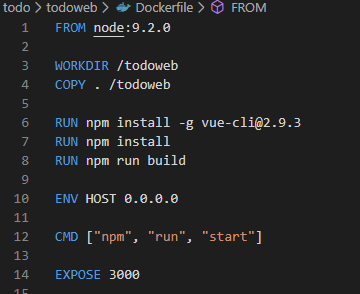 todo > todoweb > Dockerfile > FROM
1 FROM node:9.2.0
2
3 WORKDIR /todoweb
4 COPY . /todoweb
5
6 RUN npm install -g vue-cli@2.9.3
7 RUN npm install
8 RUN npm run build
9
10 ENV HOST 0.0.0.0
11
12 CMD ["npm", "run", "start"]
13
14 EXPOSE 3000
15